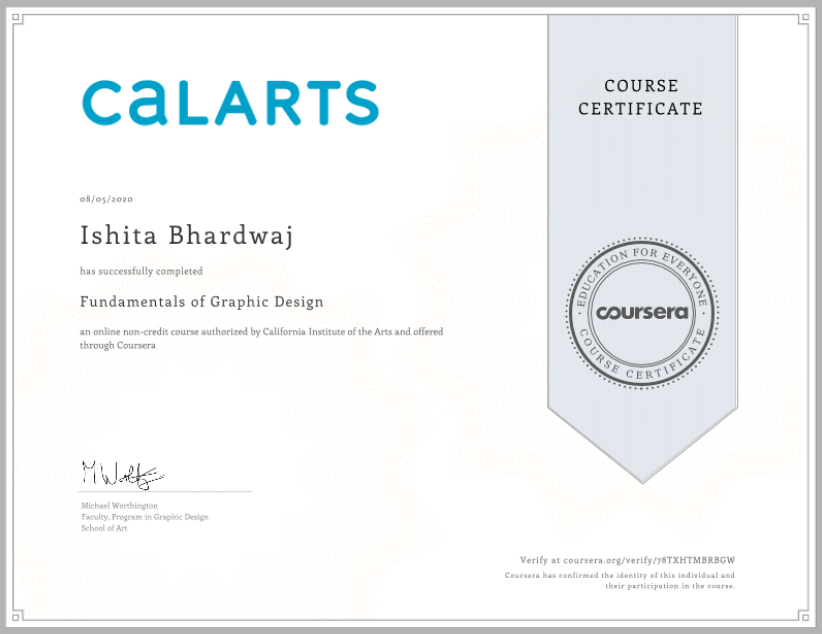 CALARTS
COURSE
CERTIFICATE
08/05/2020
Ishita Bhardwaj
has successfully completed
Fundamentals of Graphic Design
an online non-credit course authorized by California Institute of the Arts and offered
through Coursera
EDUCATION FOR EVERYONE
coursera
COURSE CERTIFICATE
Michael Worthington
Faculty, Program in Graphic Design
School of Art
Verify at coursera.org/verify/78TXHTMBRBGW
Coursera has confirmed the identity of this individual and
their participation in the course.